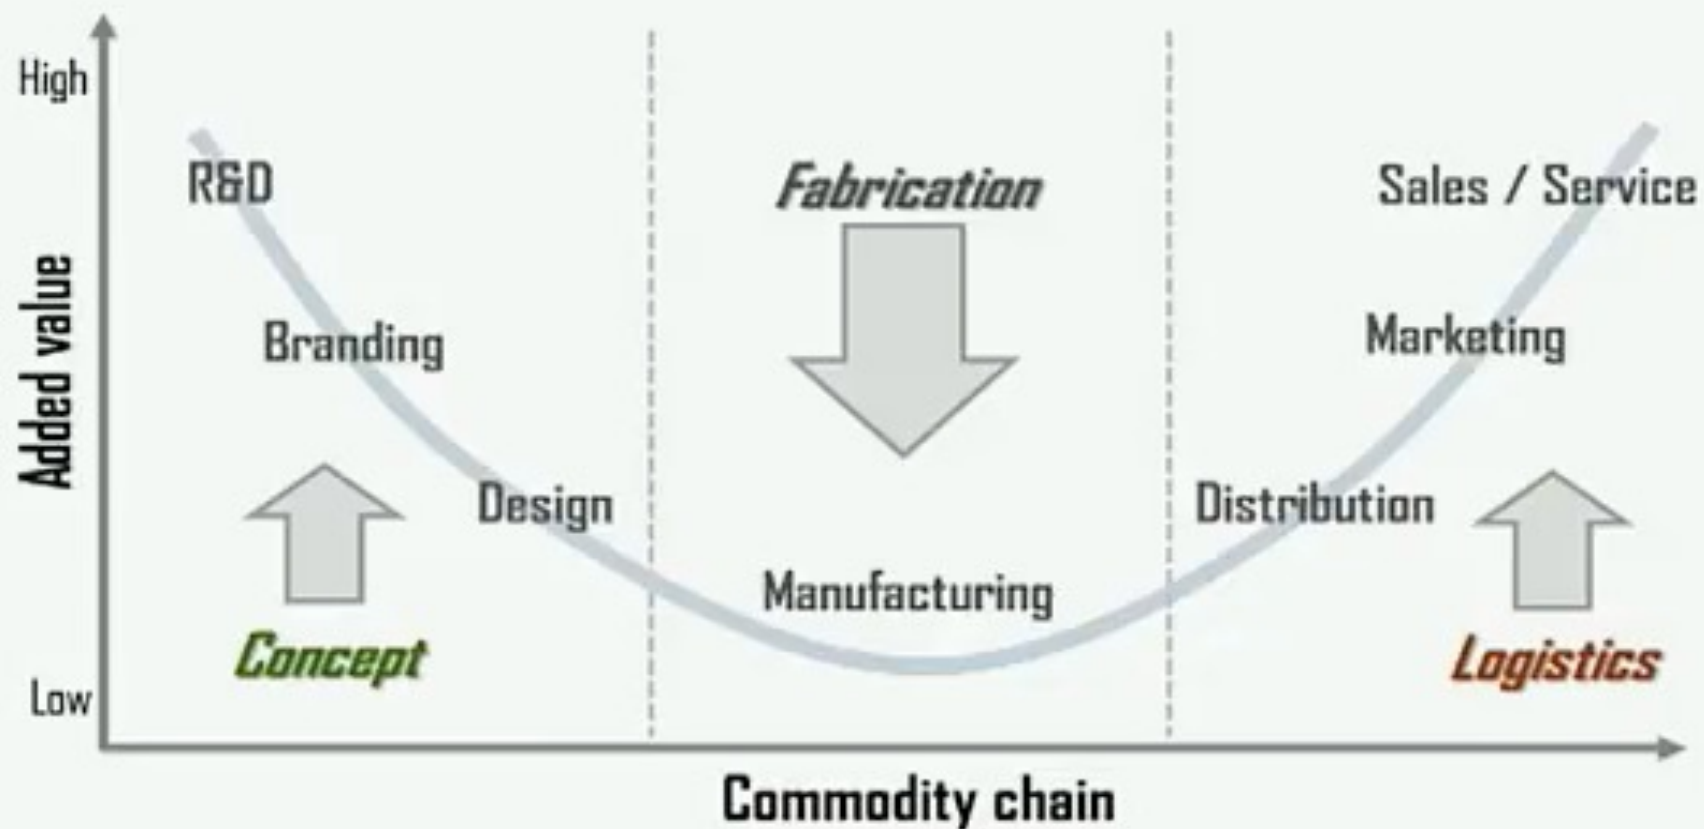 High
R&D
Fabrication
Sales / Service
Added value
Branding
Marketing
Design
Distribution
Manufacturing
Concept
Logistics
Low
Commodity chain